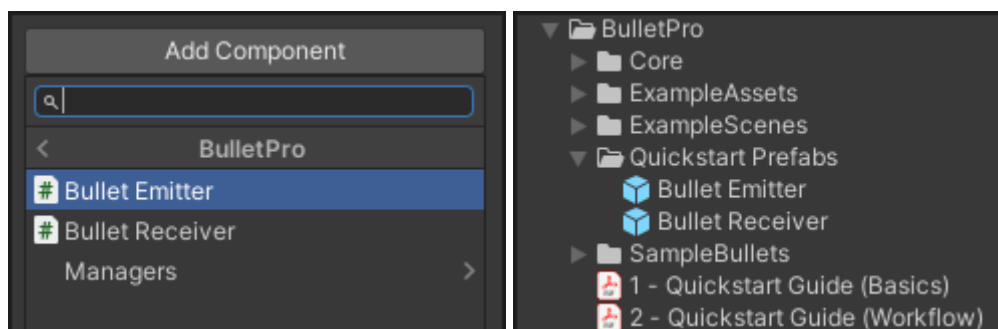 Add Component
BulletPro
Bullet Emitter
Bullet Receiver
Managers
BulletPro
Core
ExampleAssets
ExampleScenes
Quickstart Prefabs
Bullet Emitter
Bullet Receiver
SampleBullets
1 - Quickstart Guide (Basics)
2 - Quickstart Guide (Workflow)